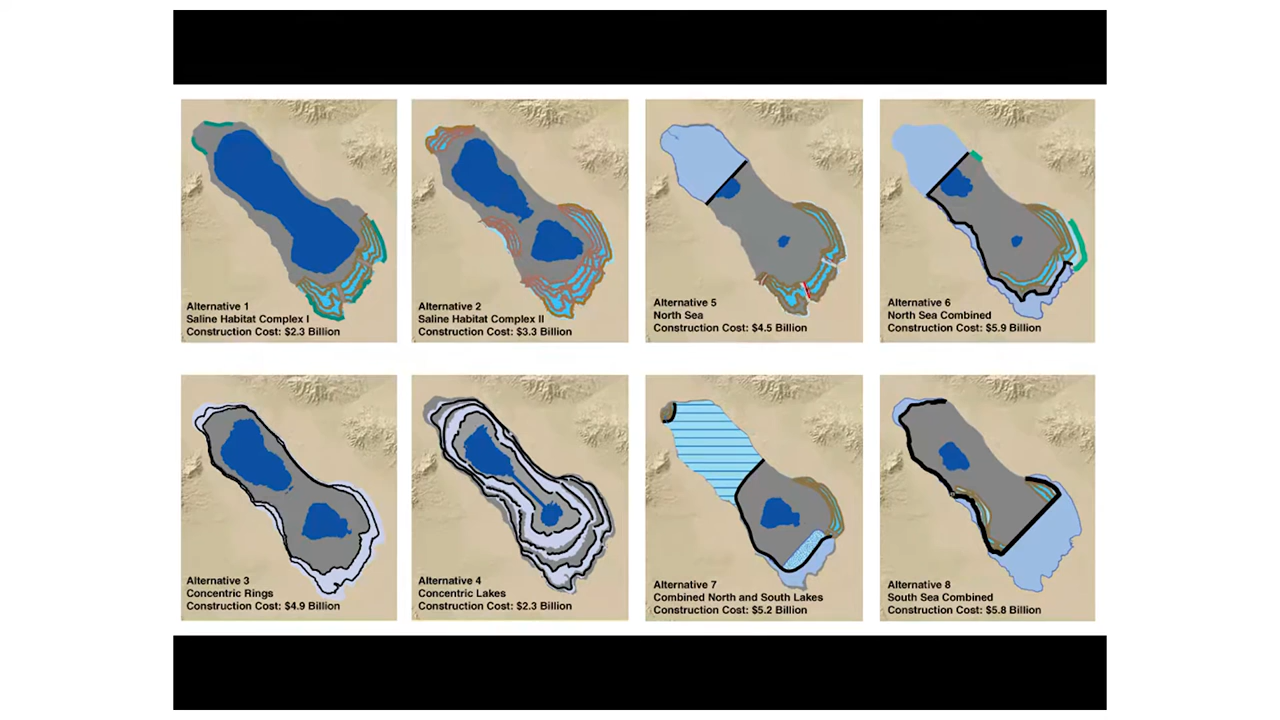 Alternative 1
Saline Habitat Complex I
Construction Cost: $2.3 Billion
Alternative 2
Saline Habitat Complex II
Construction Cost: $3.3 Billion
Alternative 5
North Sea
Construction Cost: $4.5 Billion
Alternative 6
North Sea Combined
Construction Cost: $5.9 Billion
Alternative 3
Concentric Rings
Construction Cost: $4.9 Billion
Alternative 4
Concentric Lakes
Construction Cost: $2.3 Billion
Alternative 7
Combined North and South Lakes
Construction Cost: $5.2 Billion
Alternative 8
South Sea Combined
Construction Cost: $5.8 Billion